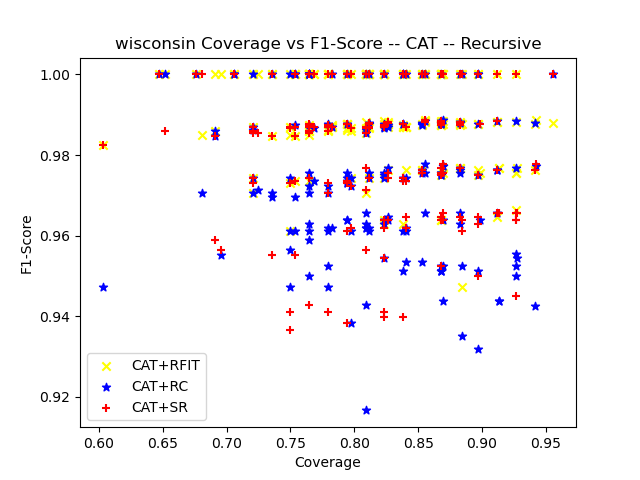 wisconsin Coverage vs F1-Score -- CAT -- Recursive
1.00
0.98
0.96
0.94
0.92
F1-Score
CAT+RFIT
CAT+RC
CAT+SR
0.60 0.65 0.70 0.75 0.80 0.85 0.90 0.95
Coverage